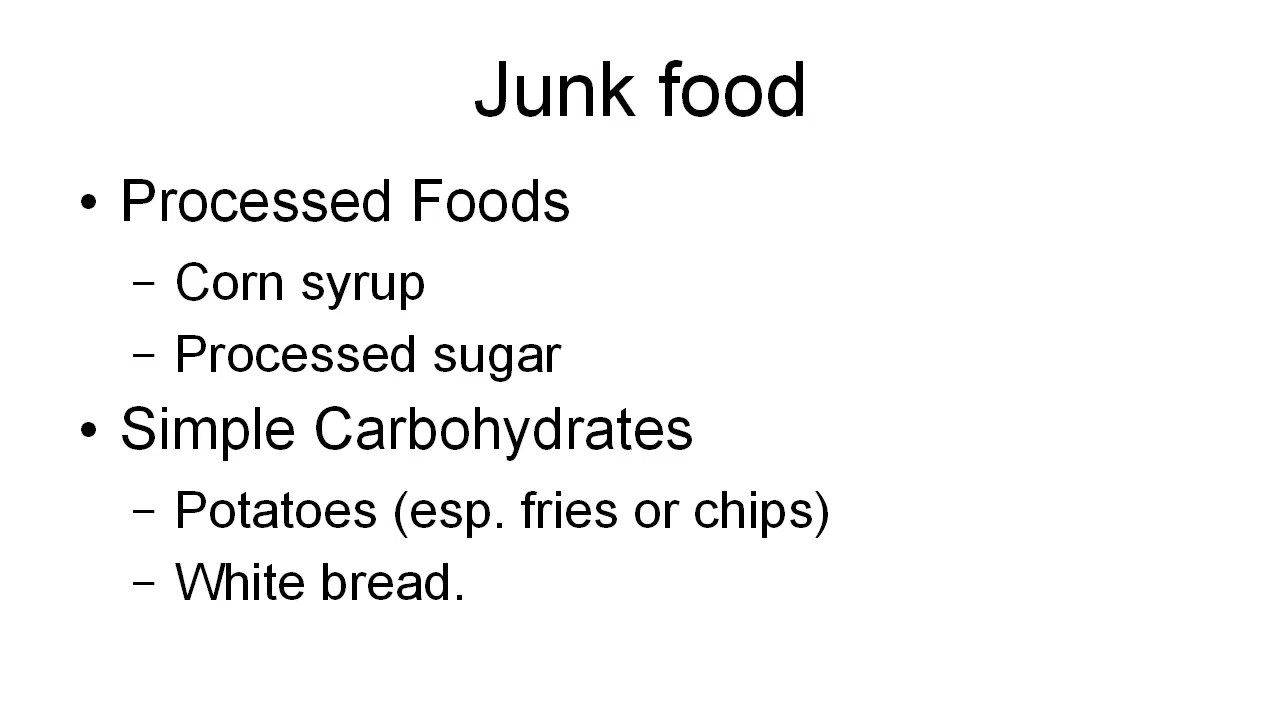 Junk food
• Processed Foods
– Corn syrup
– Processed sugar
• Simple Carbohydrates
– Potatoes (esp. fries or chips)
– White bread.